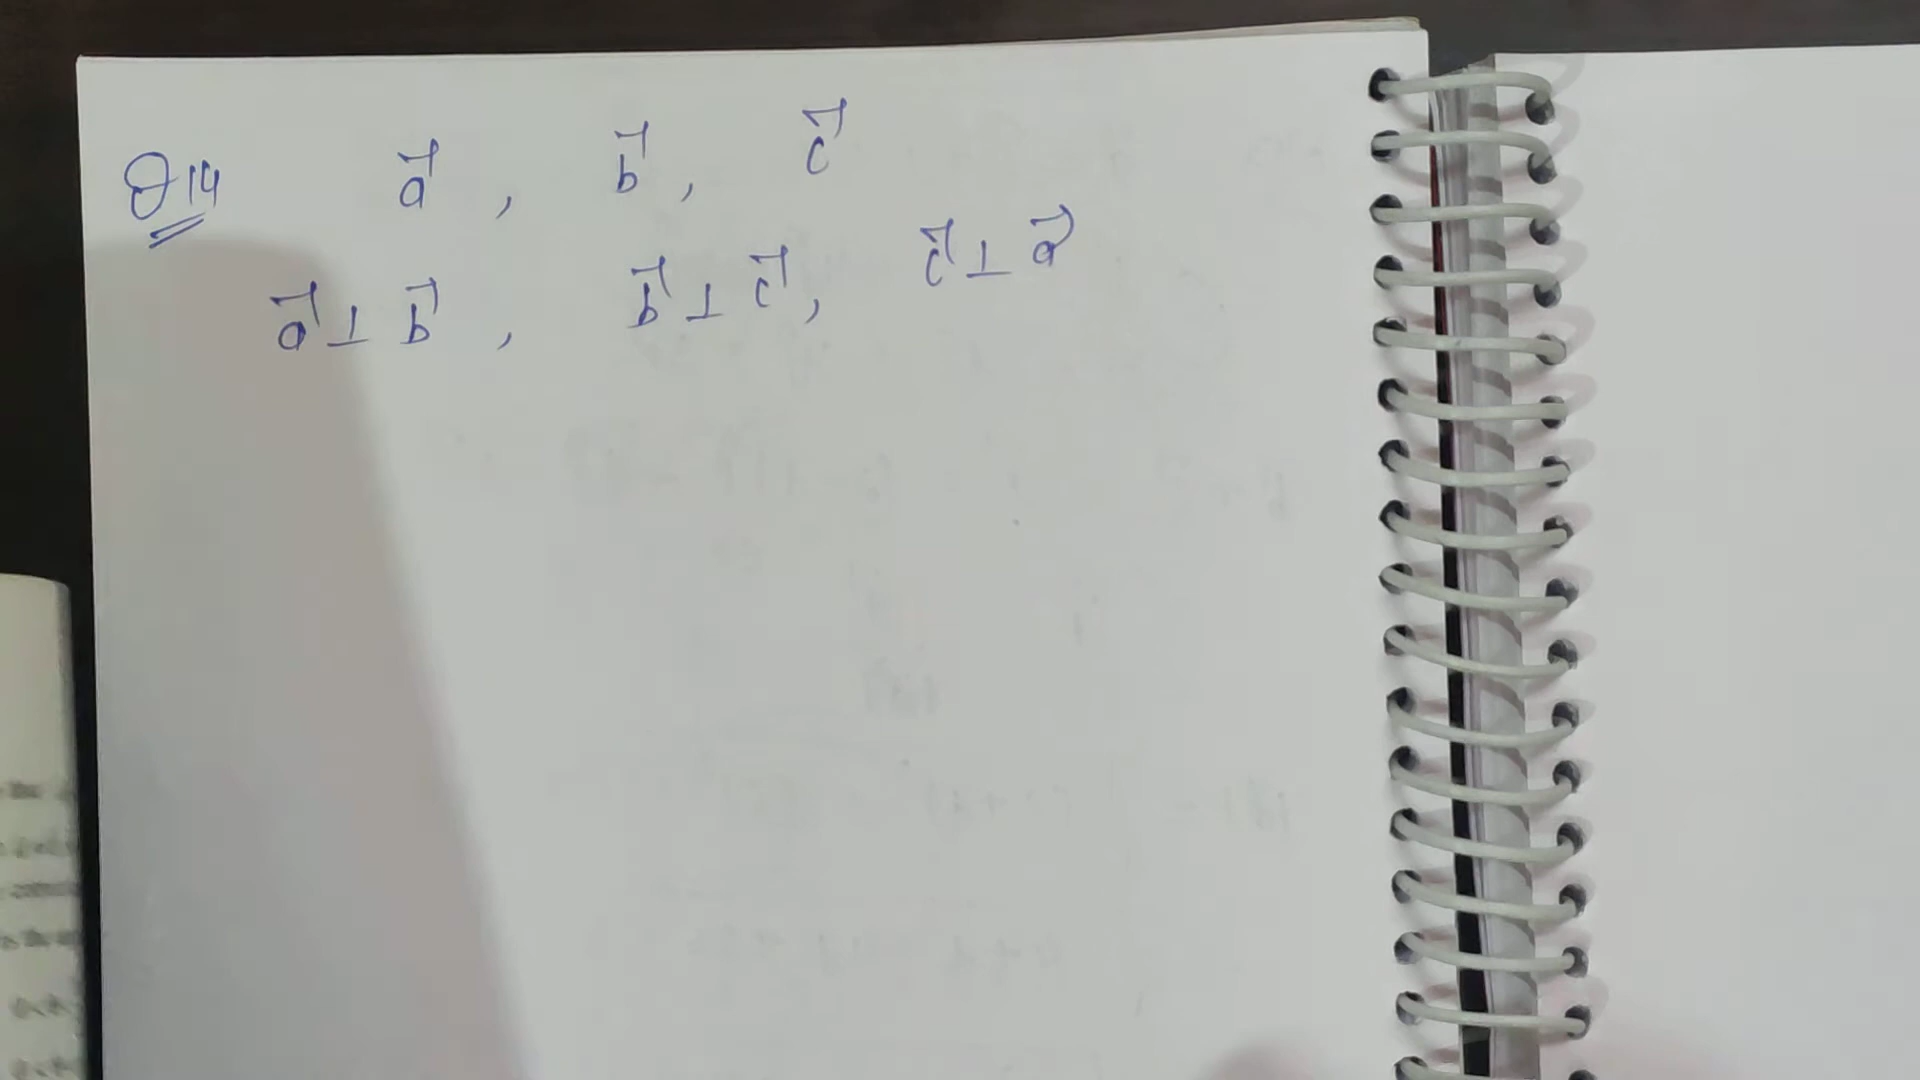 Q14 a⃗ , b⃗ , c⃗
a⃗ ⊥ b⃗ , b⃗ ⊥ c⃗ , c⃗ ⊥ a⃗